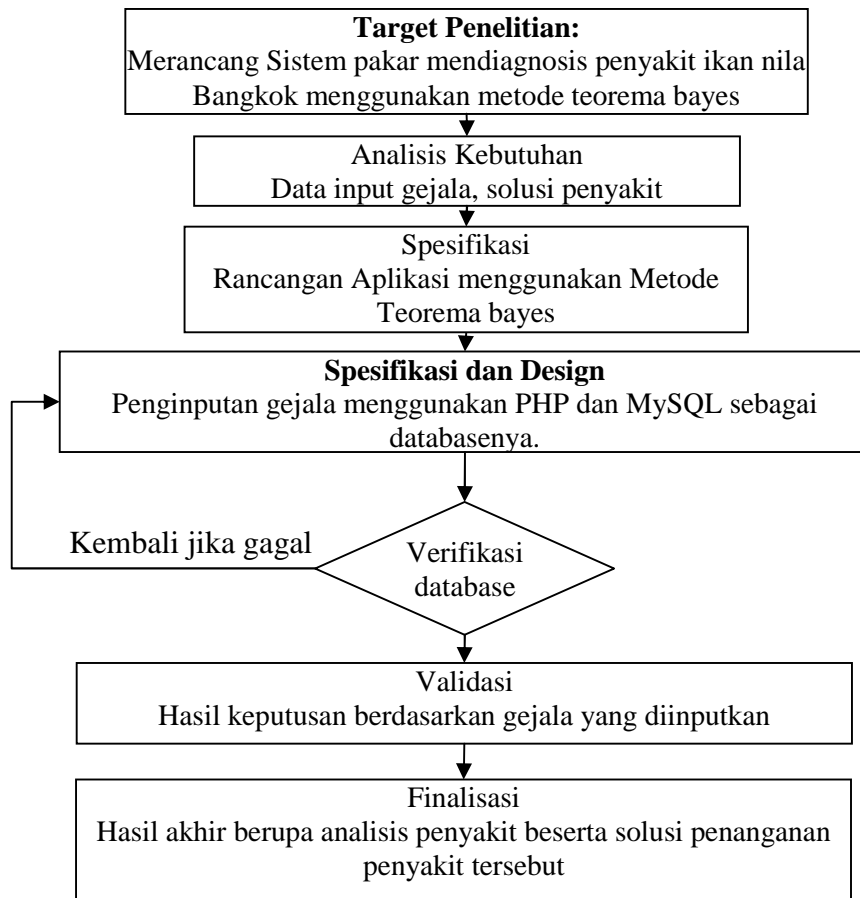 Target Penelitian:
Merancang Sistem pakar mendiagnosis penyakit ikan nila
Bangkok menggunakan metode teorema bayes
Analisis Kebutuhan
Data input gejala, solusi penyakit
Spesifikasi
Rancangan Aplikasi menggunakan Metode
Teorema bayes
Spesifikasi dan Design
Penginputan gejala menggunakan PHP dan MySQL sebagai
databasenya.
Kembali jika gagal
Verifikasi
database
Validasi
Hasil keputusan berdasarkan gejala yang diinputkan
Finalisasi
Hasil akhir berupa analisis penyakit beserta solusi penanganan
penyakit tersebut